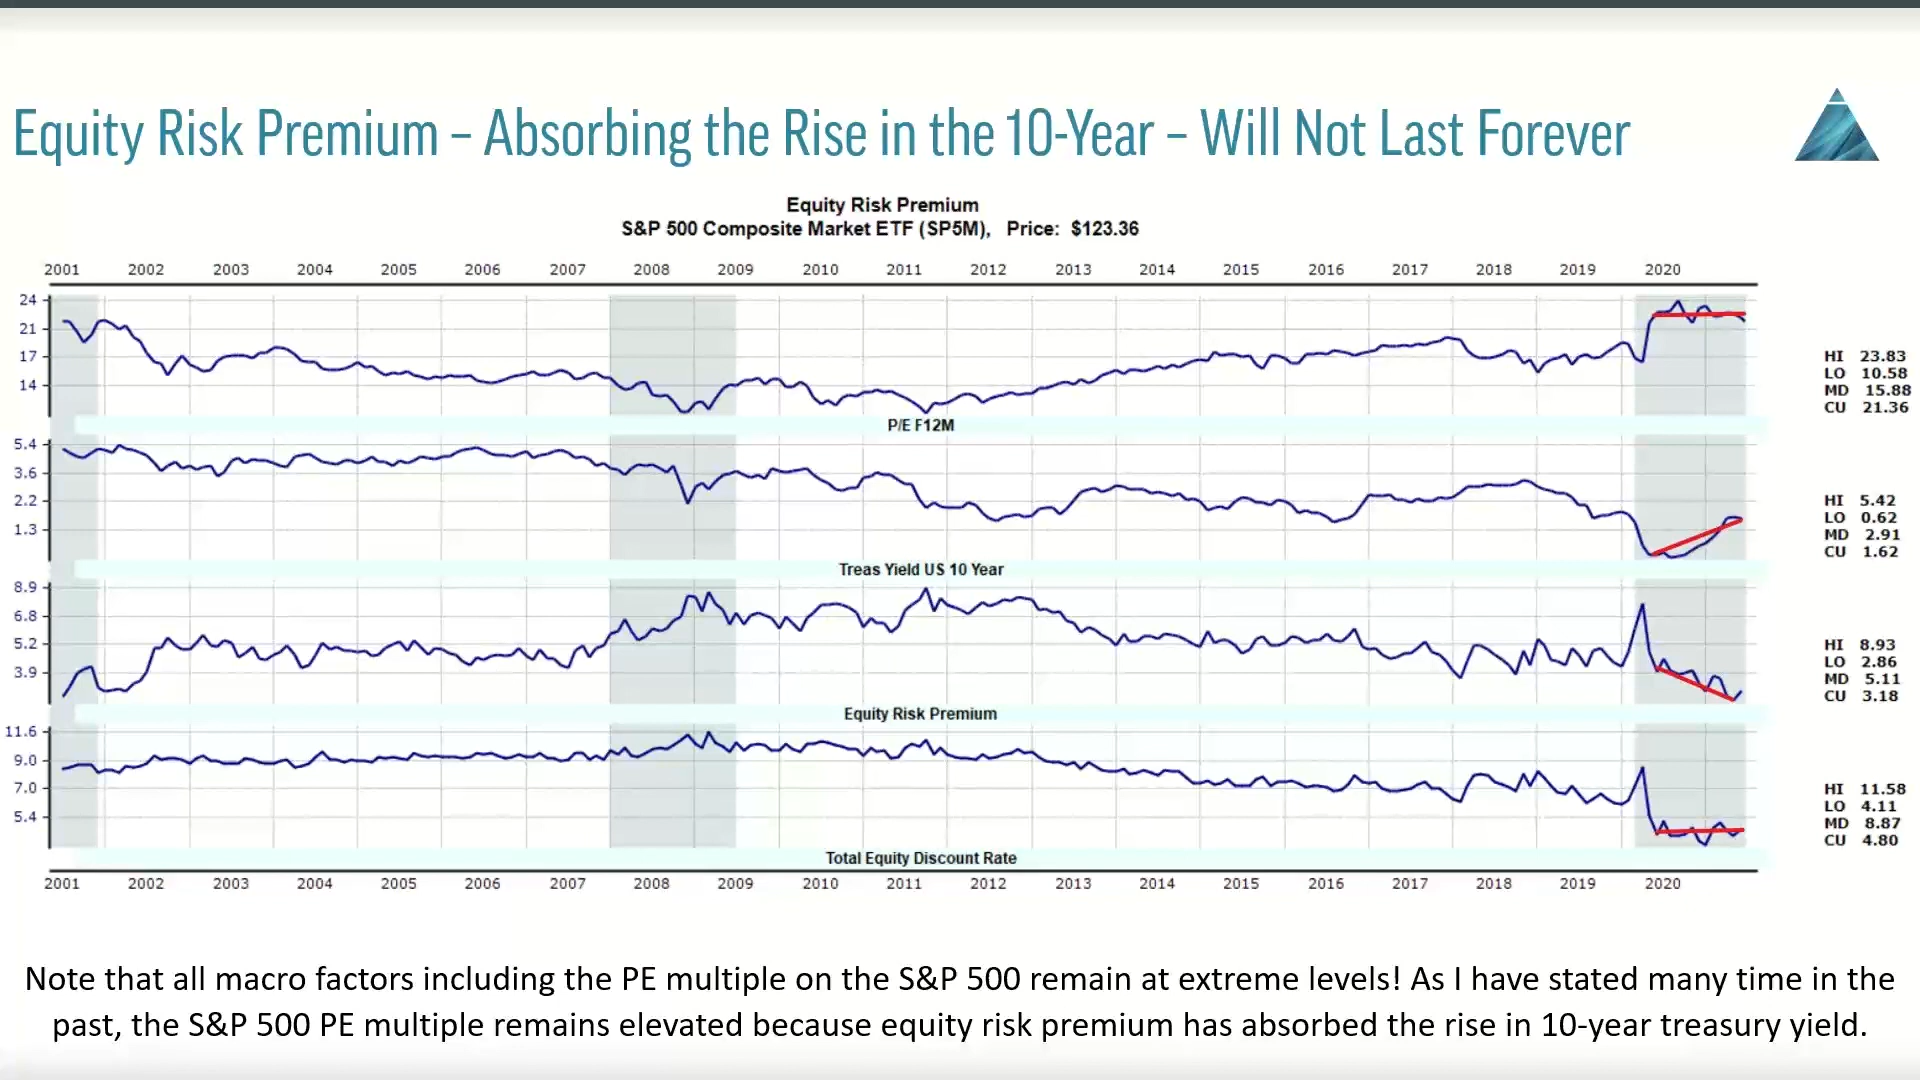 Equity Risk Premium – Absorbing the Rise in the 10-Year – Will Not Last Forever
Equity Risk Premium
S&P 500 Composite Market ETF (SP5M), Price: $123.36
2001 2002 2003 2004 2005 2006 2007 2008 2009 2010 2011 2012 2013 2014 2015 2016 2017 2018 2019 2020
24
21
17
14
HI 23.83
LO 10.58
MD 15.88
CU 21.36
P/E F12M
5.4
3.6
2.2
1.3
HI 5.42
LO 0.62
MD 2.91
CU 1.62
Treas Yield US 10 Year
8.9
6.8
5.2
3.9
HI 8.93
LO 2.86
MD 5.11
CU 3.18
Equity Risk Premium
11.6
9.0
7.0
5.4
HI 11.58
LO 4.11
MD 8.87
CU 4.80
Total Equity Discount Rate
2001 2002 2003 2004 2005 2006 2007 2008 2009 2010 2011 2012 2013 2014 2015 2016 2017 2018 2019 2020
Note that all macro factors including the PE multiple on the S&P 500 remain at extreme levels! As I have stated many time in the
past, the S&P 500 PE multiple remains elevated because equity risk premium has absorbed the rise in 10-year treasury yield.